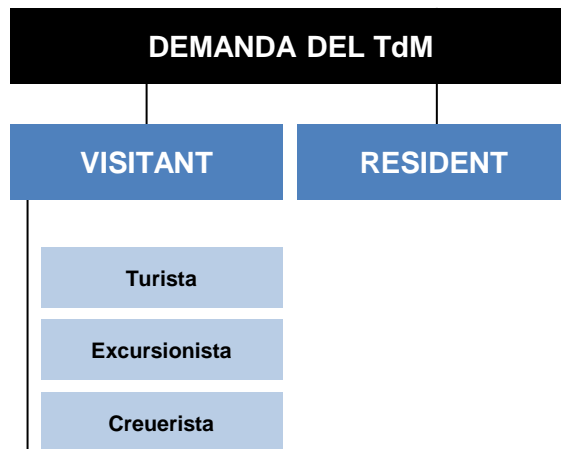 DEMANDA DEL TdM
VISITANT
RESIDENT
Turista
Excursionista
Creuerista